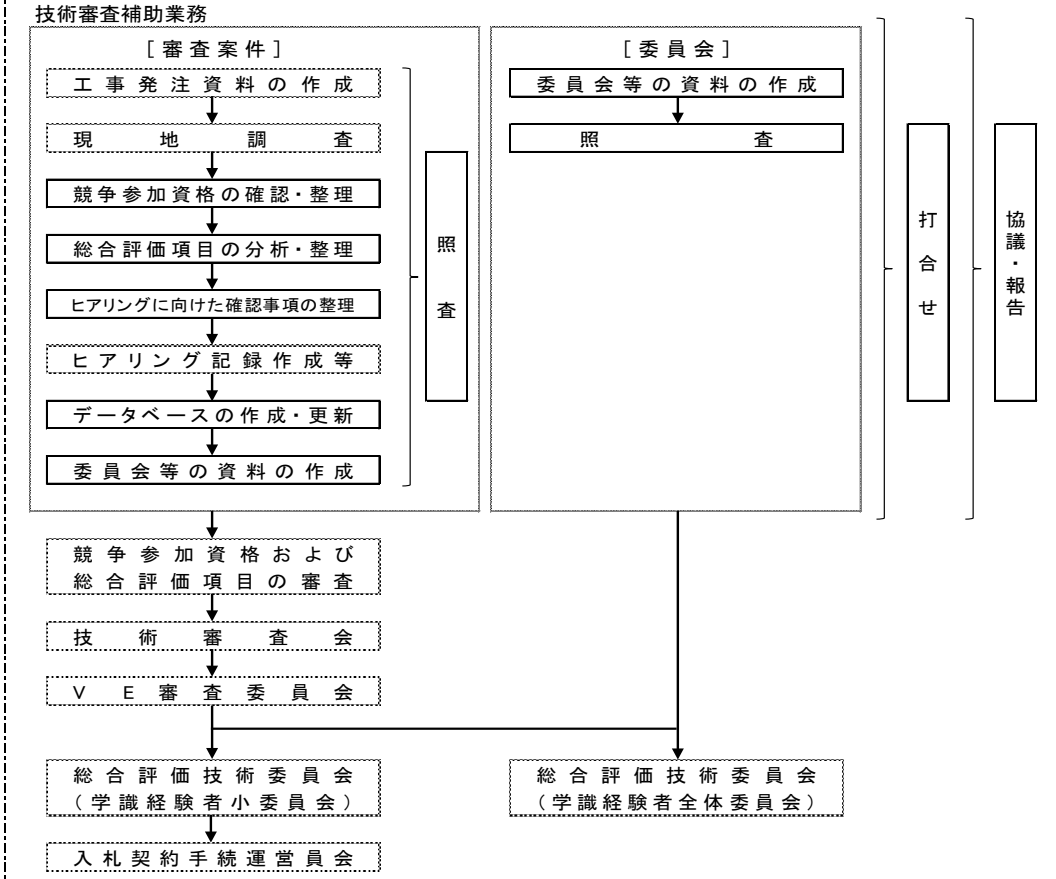 技術審査補助業務
[審査案件]
工事発注資料の作成
現地調査
競争参加資格の確認・整理
総合評価項目の分析・整理
ヒアリングに向けた確認事項の整理
ヒアリング記録作成等
データベースの作成・更新
委員会等の資料の作成
照査
[委員会]
委員会等の資料の作成
照査
打合せ
協議・報告
競争参加資格および
総合評価項目の審査
技術審査会
VE審査委員会
総合評価技術委員会
(学識経験者小委員会)
総合評価技術委員会
(学識経験者全体委員会)
入札契約手続運営員会